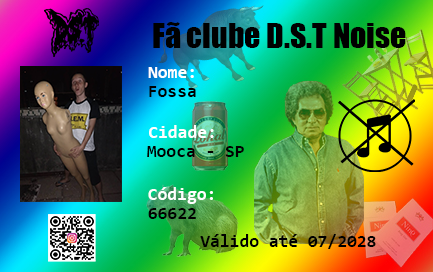 Fã clube D.S.T Noise
Nome:
Fossa
Cidade:
Mooca - SP
Código:
66622
Válido até 07/2028